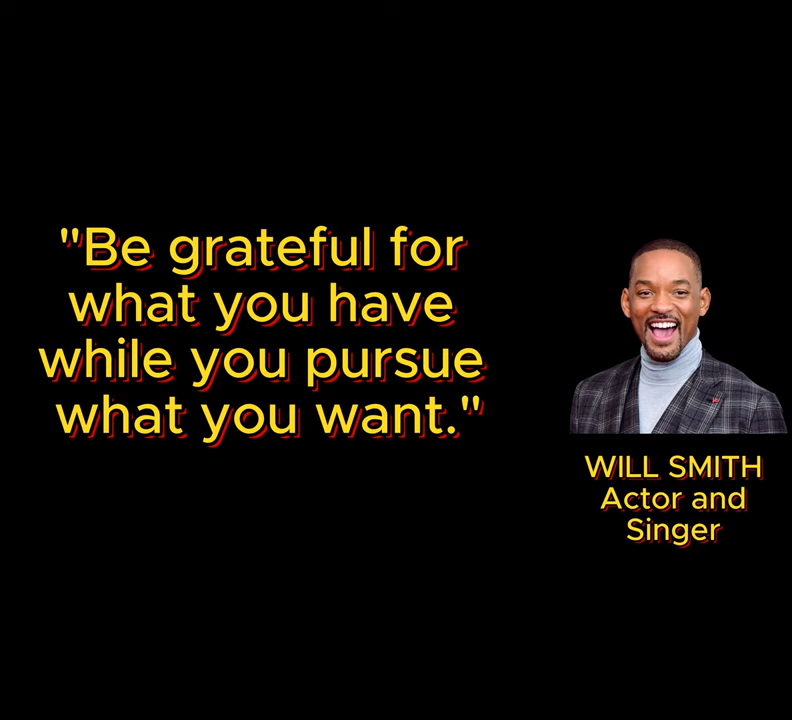 "Be grateful for
what you have
while you pursue
what you want."
WILL SMITH
Actor and
Singer